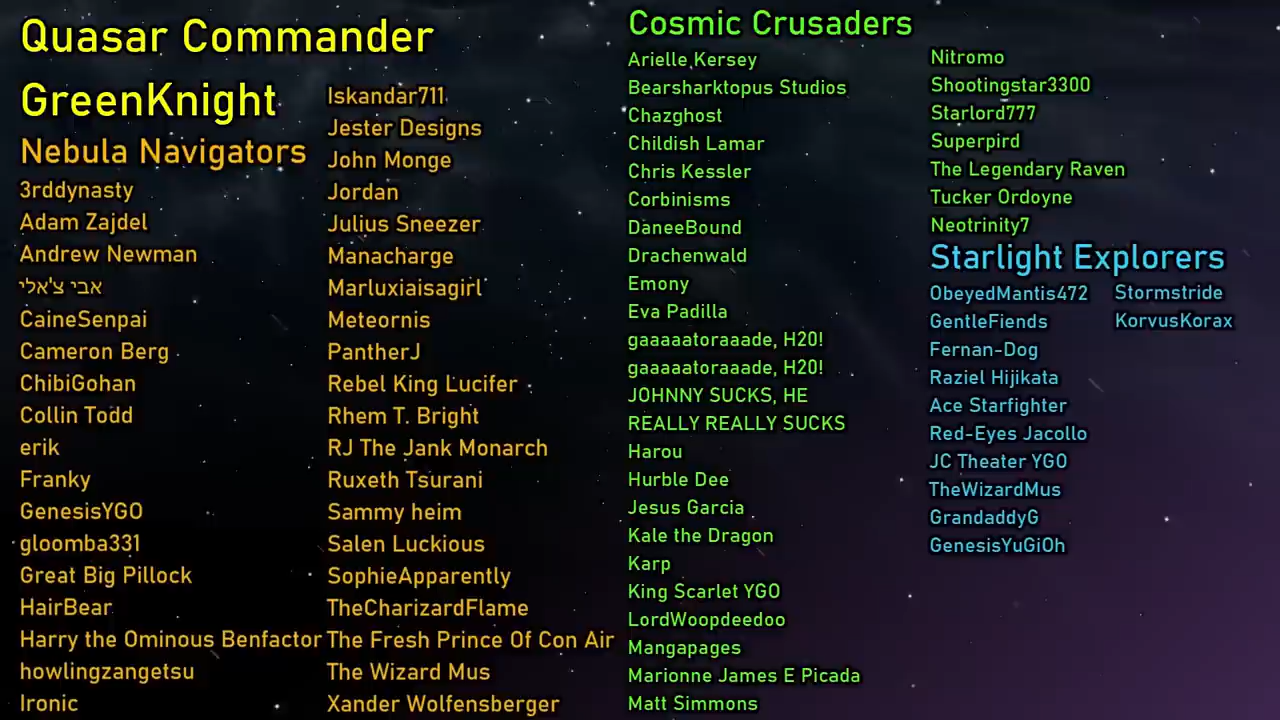 Quasar Commander
GreenKnight
Nebula Navigators
3rddynasty
Adam Zajdel
Andrew Newman
אבי צ'אלי
CaineSenpai
Cameron Berg
ChibiGohan
Collin Todd
erik
Franky
GenesisYGO
gloomba331
Great Big Pillock
HairBear
Harry the Ominous Benfactor
howlingzangetsu
Ironic
Iskandar711
Jester Designs
John Monge
Jordan
Julius Sneezer
Manacharge
Marluxiaisagirl
Meteornis
PantherJ
Rebel King Lucifer
Rhem T. Bright
RJ The Jank Monarch
Ruxeth Tsurani
Sammy heim
Salen Luckious
SophieApparently
TheCharizardFlame
The Fresh Prince Of Con Air
The Wizard Mus
Xander Wolfensberger
Cosmic Crusaders
Arielle Kersey
Bearsharktopus Studios
Chazghost
Childish Lamar
Chris Kessler
Corbinisms
DaneeBound
Drachenwald
Emony
Eva Padilla
gaaaaatoraaade, H20!
gaaaaatoraaade, H20!
JOHNNY SUCKS, HE
REALLY REALLY SUCKS
Harou
Hurble Dee
Jesus Garcia
Kale the Dragon
Karp
King Scarlet YGO
LordWoopdeedoo
Mangapages
Marionne James E Picada
Matt Simmons
Nitromo
Shootingstar3300
Starlord777
Superpird
The Legendary Raven
Tucker Ordoyne
Neotrinity7
Starlight Explorers
ObeyedMantis472
GentleFiends
Fernan-Dog
Raziel Hijikata
Ace Starfighter
Red-Eyes Jacollo
JC Theater YGO
TheWizardMus
GrandaddyG
GenesisYuGiOh
Stormstride
KorvusKorax